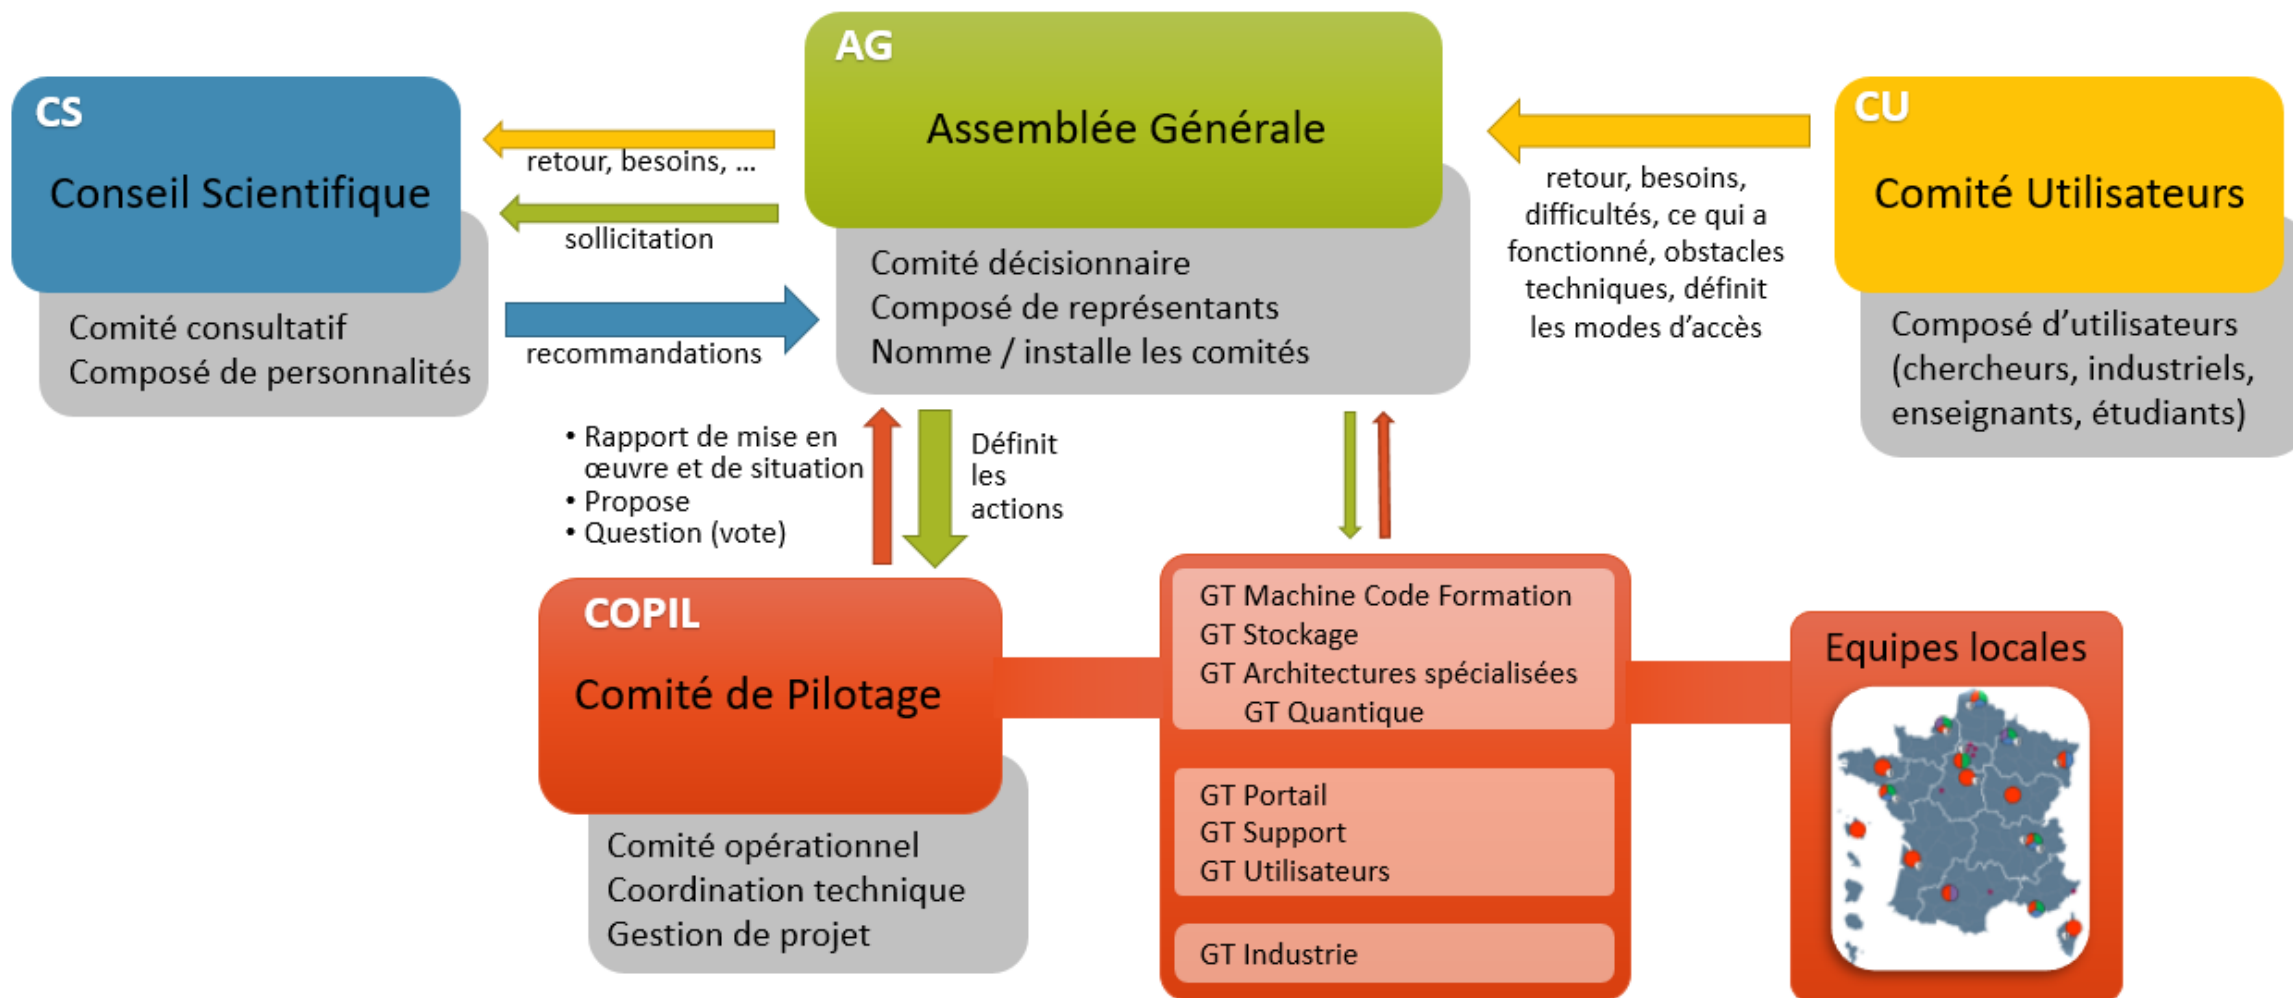 CS
Conseil Scientifique
Comité consultatif
Composé de personnalités
retour, besoins, ...
sollicitation
recommandations
AG
Assemblée Générale
Comité décisionnaire
Composé de représentants
Nomme / installe les comités
retour, besoins,
difficultés, ce qui a
fonctionné, obstacles
techniques, définit
les modes d’accès
CU
Comité Utilisateurs
Composé d’utilisateurs
(chercheurs, industriels,
enseignants, étudiants)
• Rapport de mise en
œuvre et de situation
• Propose
• Question (vote)
Définit
les
actions
COPIL
Comité de Pilotage
Comité opérationnel
Coordination technique
Gestion de projet
GT Machine Code Formation
GT Stockage
GT Architectures spécialisées
GT Quantique
GT Portail
GT Support
GT Utilisateurs
GT Industrie
Equipes locales